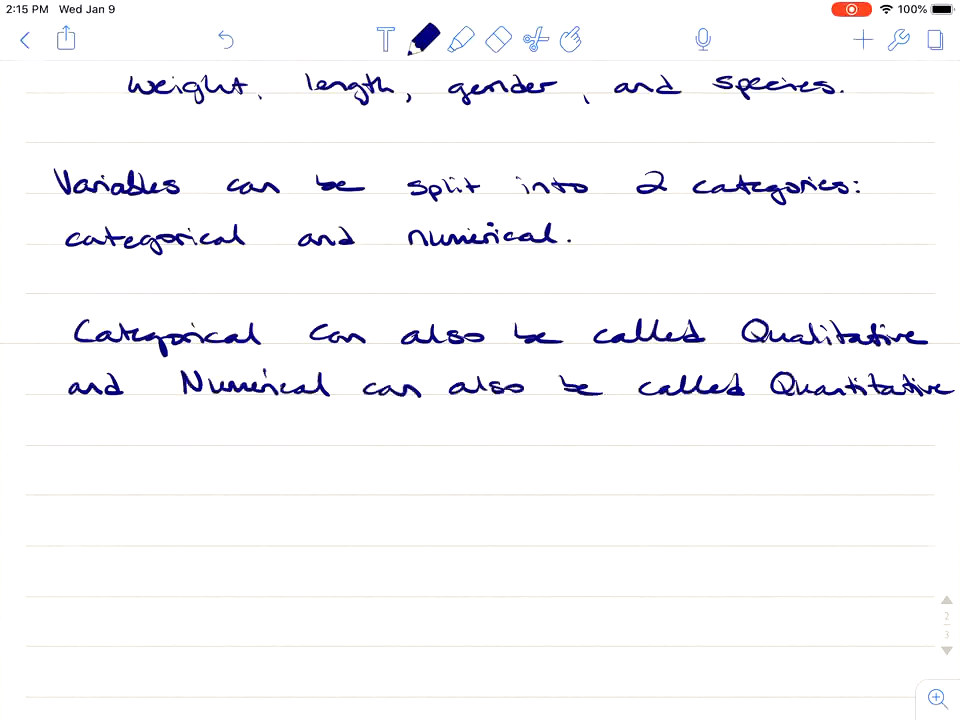 2:15 PM Wed Jan 9
100%
T
weight, length, gender, and species.
Variables can be split into 2 categories:
categorical and numerical.
Categorical can also be called Qualitative
and Numerical can also be called Quantitative
2
3